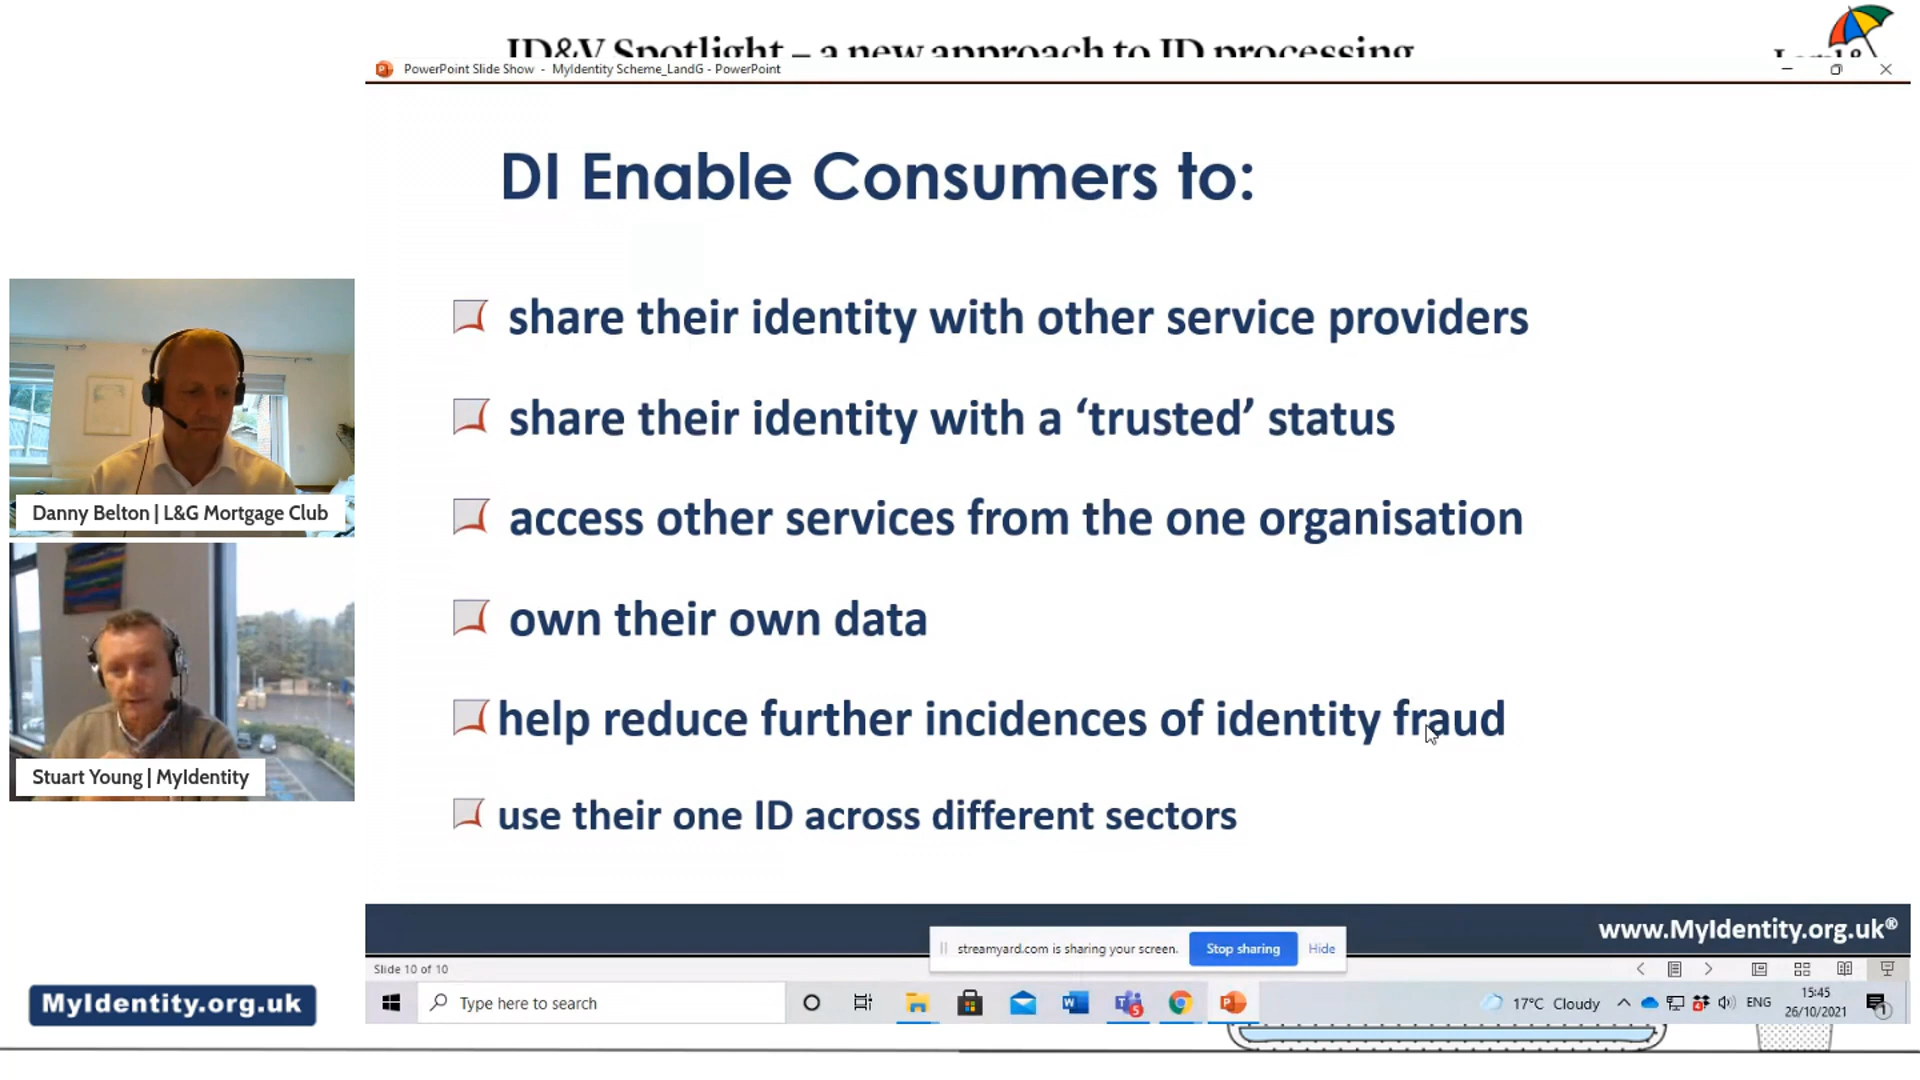 ID&V Spotlight – a new approach to ID processing
PowerPoint Slide Show - MyIdentity Scheme_LandG - PowerPoint
DI Enable Consumers to:
share their identity with other service providers
share their identity with a ‘trusted’ status
access other services from the one organisation
own their own data
help reduce further incidences of identity fraud
use their one ID across different sectors
Danny Belton | L&G Mortgage Club
Stuart Young | MyIdentity
www.MyIdentity.org.uk®
streamyard.com is sharing your screen. Stop sharing Hide
Slide 10 of 10
MyIdentity.org.uk
Type here to search
5
17°C Cloudy
ENG
15:45
26/10/2021
1